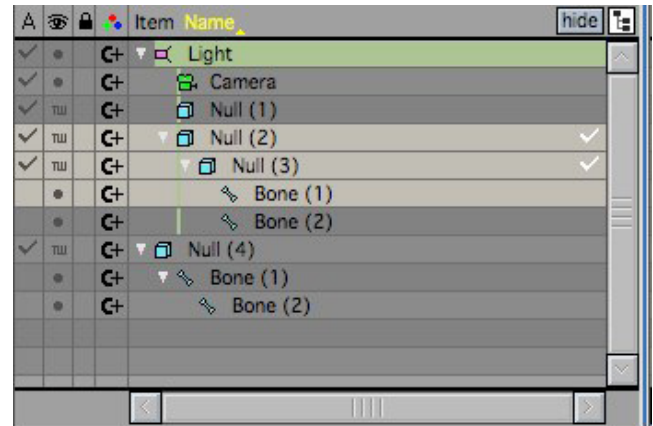 A Item Name hide
Light
Camera
Null (1)
Null (2)
Null (3)
Bone (1)
Bone (2)
Null (4)
Bone (1)
Bone (2)